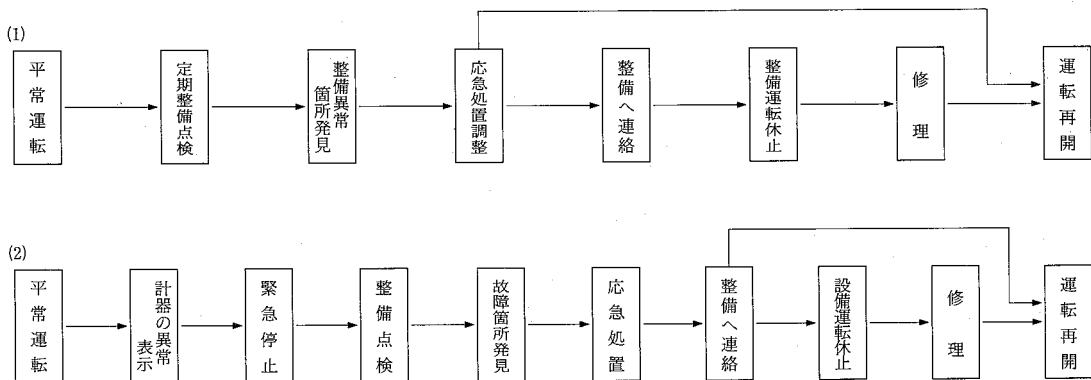 (1)
平常運転
定期整備点検
整備異常
箇所発見
応急処置調整
整備へ連絡
整備運転休止
修理
運転再開
(2)
平常運転
計器の異常
表示
緊急停止
整備点検
故障箇所発見
応急処置
整備へ連絡
設備運転休止
修理
運転再開